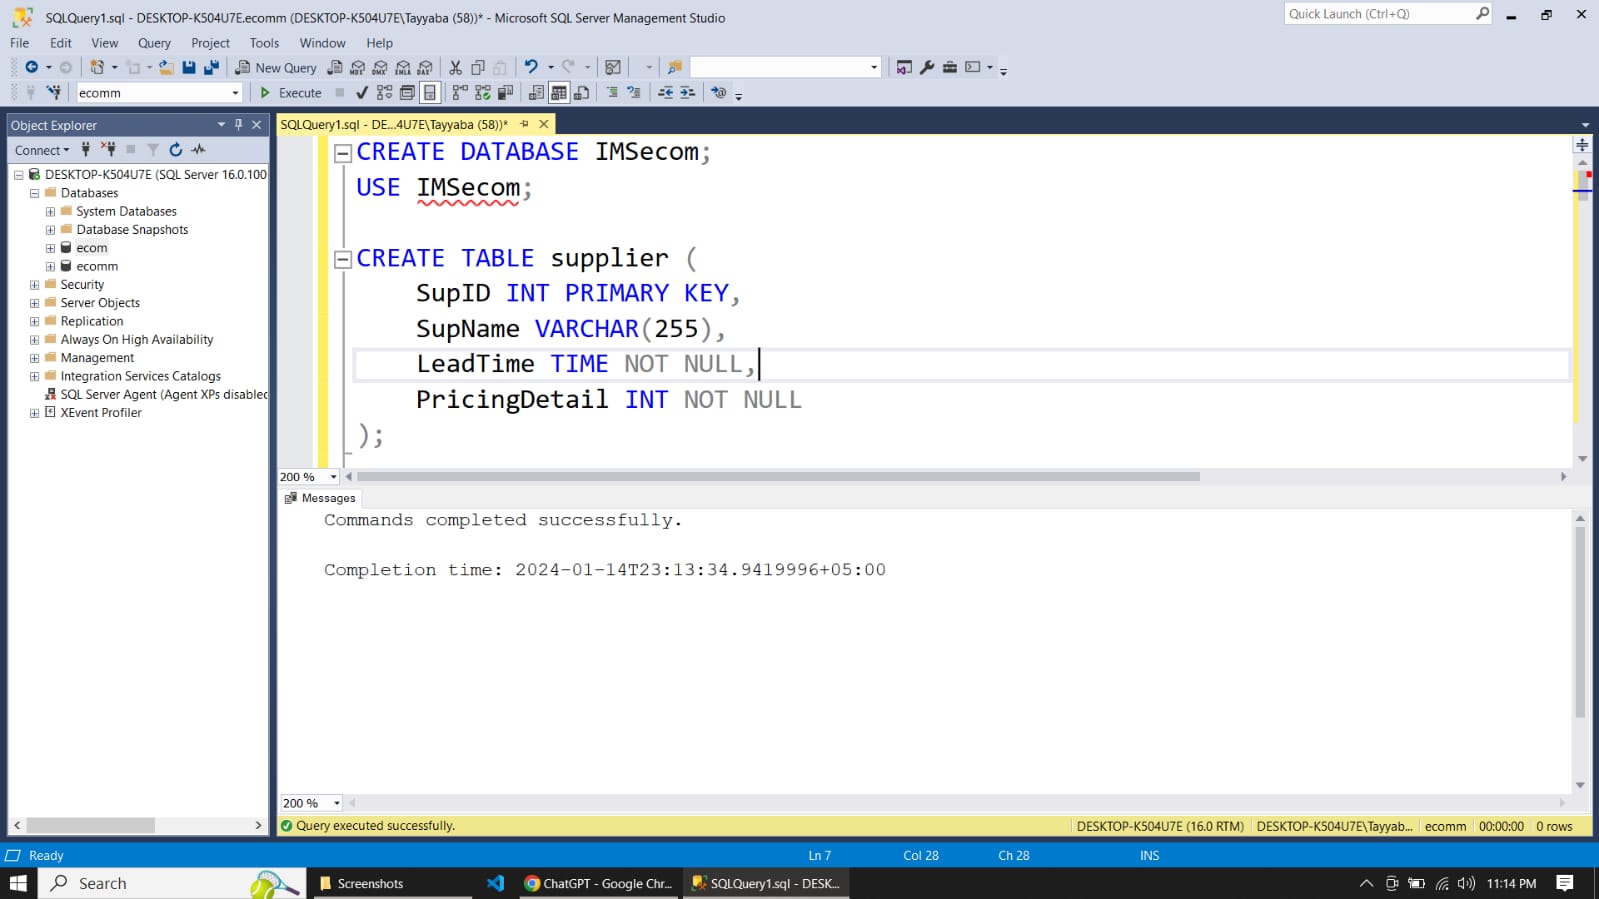 SQLQuery1.sql - DESKTOP-K504U7E.ecomm (DESKTOP-K504U7E\Tayyaba (58))* - Microsoft SQL Server Management Studio
Quick Launch (Ctrl+Q)
File Edit View Query Project Tools Window Help
New Query
MDX DMX XMLA DAX
ecomm
Execute
Object Explorer
SQLQuery1.sql - DE...4U7E\Tayyaba (58))*
Connect
DESKTOP-K504U7E (SQL Server 16.0.100
Databases
System Databases
Database Snapshots
ecom
ecomm
Security
Server Objects
Replication
Always On High Availability
Management
Integration Services Catalogs
SQL Server Agent (Agent XPs disabled
XEvent Profiler
CREATE DATABASE IMSecom;
USE IMSecom;
CREATE TABLE supplier (
SupID INT PRIMARY KEY,
SupName VARCHAR(255),
LeadTime TIME NOT NULL,
PricingDetail INT NOT NULL
);
200 %
Messages
Commands completed successfully.
Completion time: 2024-01-14T23:13:34.9419996+05:00
200 %
Query executed successfully.
DESKTOP-K504U7E (16.0 RTM) DESKTOP-K504U7E\Tayyab... ecomm 00:00:00 0 rows
Ready Ln 7 Col 28 Ch 28 INS
Search Screenshots ChatGPT - Google Chr... SQLQuery1.sql - DESK... 11:14 PM